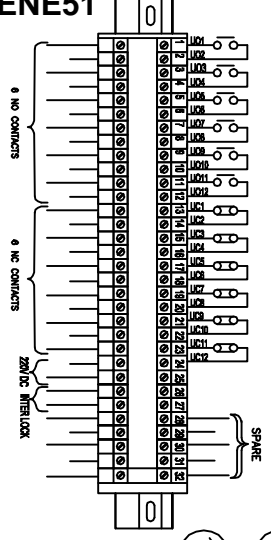 ENE51
1 UO1
2 UO2
3 UO3
4 UO4
5 UO5
6 UO6
7 UO7
8 UO8
9 UO9
10 UO10
11 UO11
12 UO12
13 UC1
14 UC2
15 UC3
16 UC4
17 UC5
18 UC6
19 UC7
20 UC8
21 UC9
22 UC10
23 UC11
24 UC12
25
26
27
28
29
30
31
32
6 NO CONTACTS
6 NO CONTACTS
220V DC
INTERLOCK
SPARE